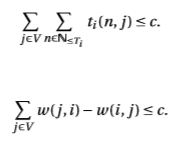 ∑_{j∈V} ∑_{n∈ℕ_{≤T_i}} t_i(n, j) ≤ c.
∑_{j∈V} w(j, i) − w(i, j) ≤ c.